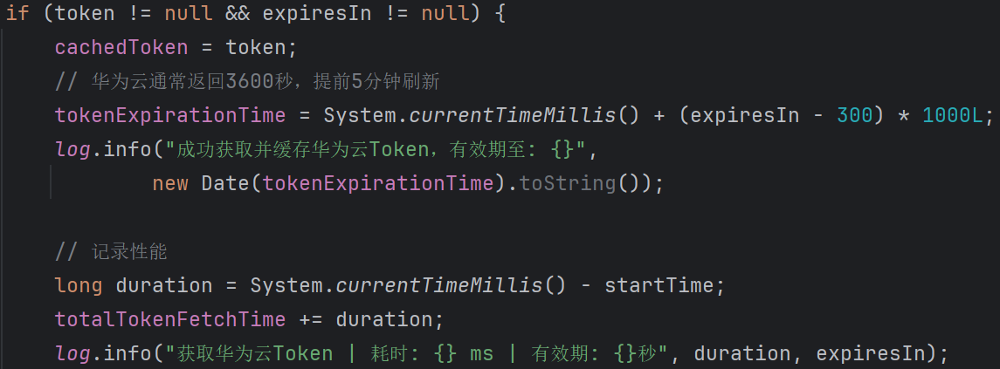 if (token != null && expiresIn != null) {
    cachedToken = token;
    // 华为云通常返回3600秒，提前5分钟刷新
    tokenExpirationTime = System.currentTimeMillis() + (expiresIn - 300) * 1000L;
    log.info("成功获取并缓存华为云Token，有效期至: {}",
            new Date(tokenExpirationTime).toString());

    // 记录性能
    long duration = System.currentTimeMillis() - startTime;
    totalTokenFetchTime += duration;
    log.info("获取华为云Token | 耗时: {} ms | 有效期: {}秒", duration, expiresIn);